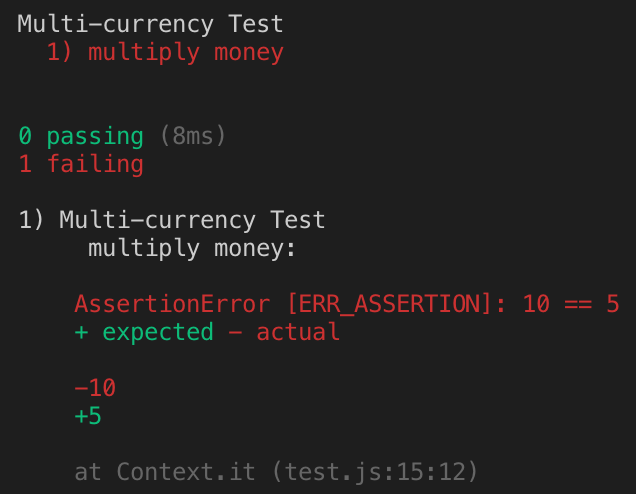 Multi-currency Test
1) multiply money
0 passing (8ms)
1 failing
1) Multi-currency Test
multiply money:
AssertionError [ERR_ASSERTION]: 10 == 5
+ expected - actual
-10
+5
at Context.it (test.js:15:12)